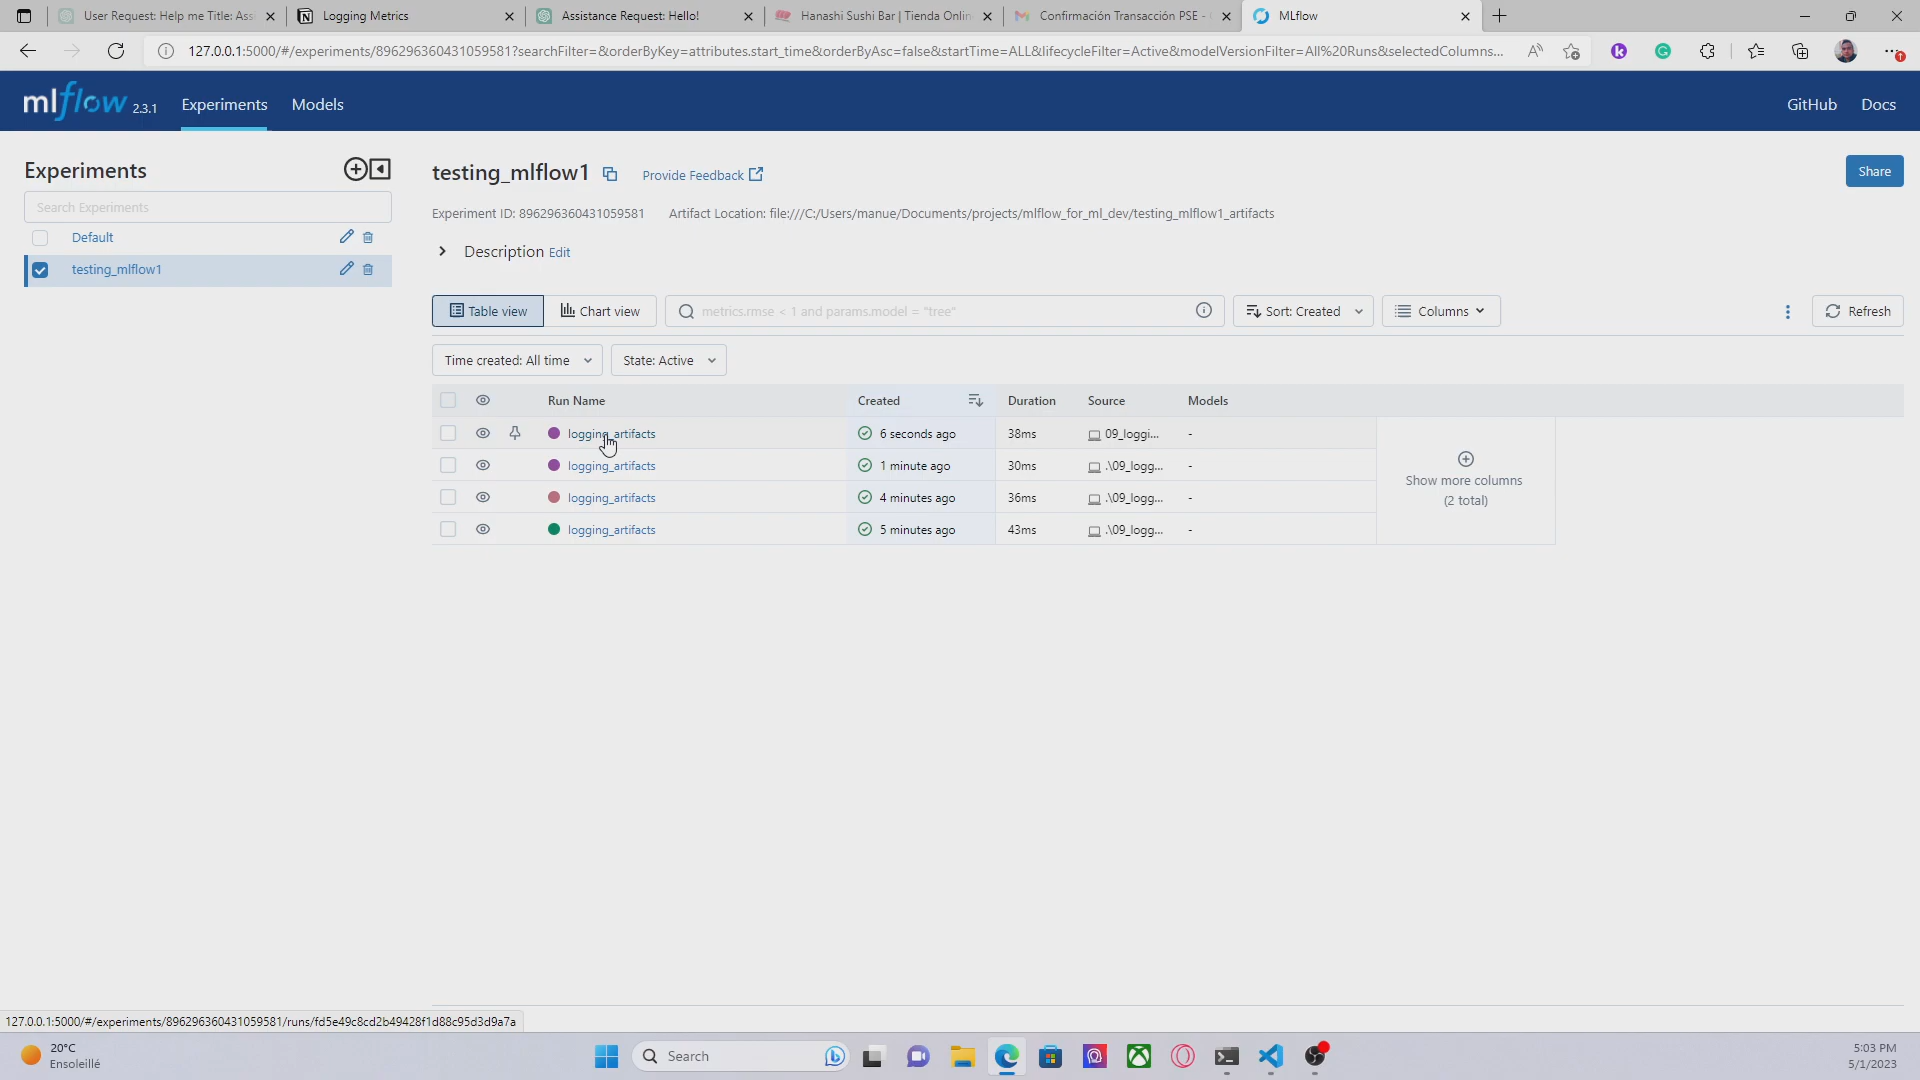 User Request: Help me Title: Ass
Logging Metrics
Assistance Request: Hello!
Hanashi Sushi Bar | Tienda Onlin
Confirmación Transacción PSE -
MLflow
127.0.0.1:5000/#/experiments/896296360431059581?searchFilter=&orderByKey=attributes.start_time&orderByAsc=false&startTime=ALL&lifecycleFilter=Active&modelVersionFilter=All%20Runs&selectedColumns...
mlflow 2.3.1 Experiments Models GitHub Docs
Experiments
Search Experiments
Default
testing_mlflow1
testing_mlflow1 Provide Feedback Share
Experiment ID: 896296360431059581 Artifact Location: file:///C:/Users/manue/Documents/projects/mlflow_for_ml_dev/testing_mlflow1_artifacts
Description Edit
Table view Chart view metrics.rmse < 1 and params.model = "tree" Sort: Created Columns Refresh
Time created: All time State: Active
Run Name Created Duration Source Models
logging_artifacts 6 seconds ago 38ms 09_loggi... -
logging_artifacts 1 minute ago 30ms .\09_logg... -
logging_artifacts 4 minutes ago 36ms .\09_logg... -
logging_artifacts 5 minutes ago 43ms .\09_logg... -
Show more columns
(2 total)
127.0.0.1:5000/#/experiments/896296360431059581/runs/fd5e49c8cd2b49428f1d88c95d3d9a7a
20°C
Ensoleillé
Search
5:03 PM
5/1/2023